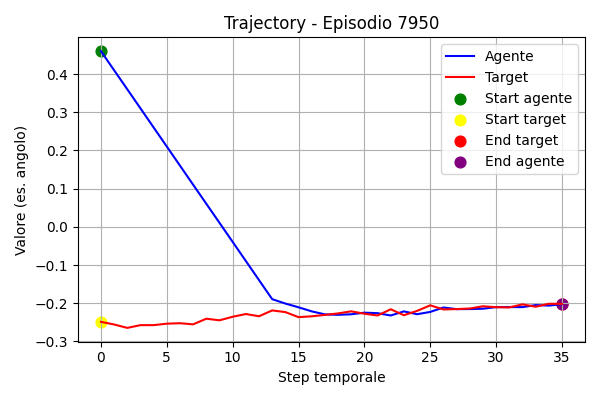 Trajectory - Episodio 7950
Valore (es. angolo)
0.4
0.3
0.2
0.1
0.0
−0.1
−0.2
−0.3
Agente
Target
Start agente
Start target
End target
End agente
0 5 10 15 20 25 30 35
Step temporale